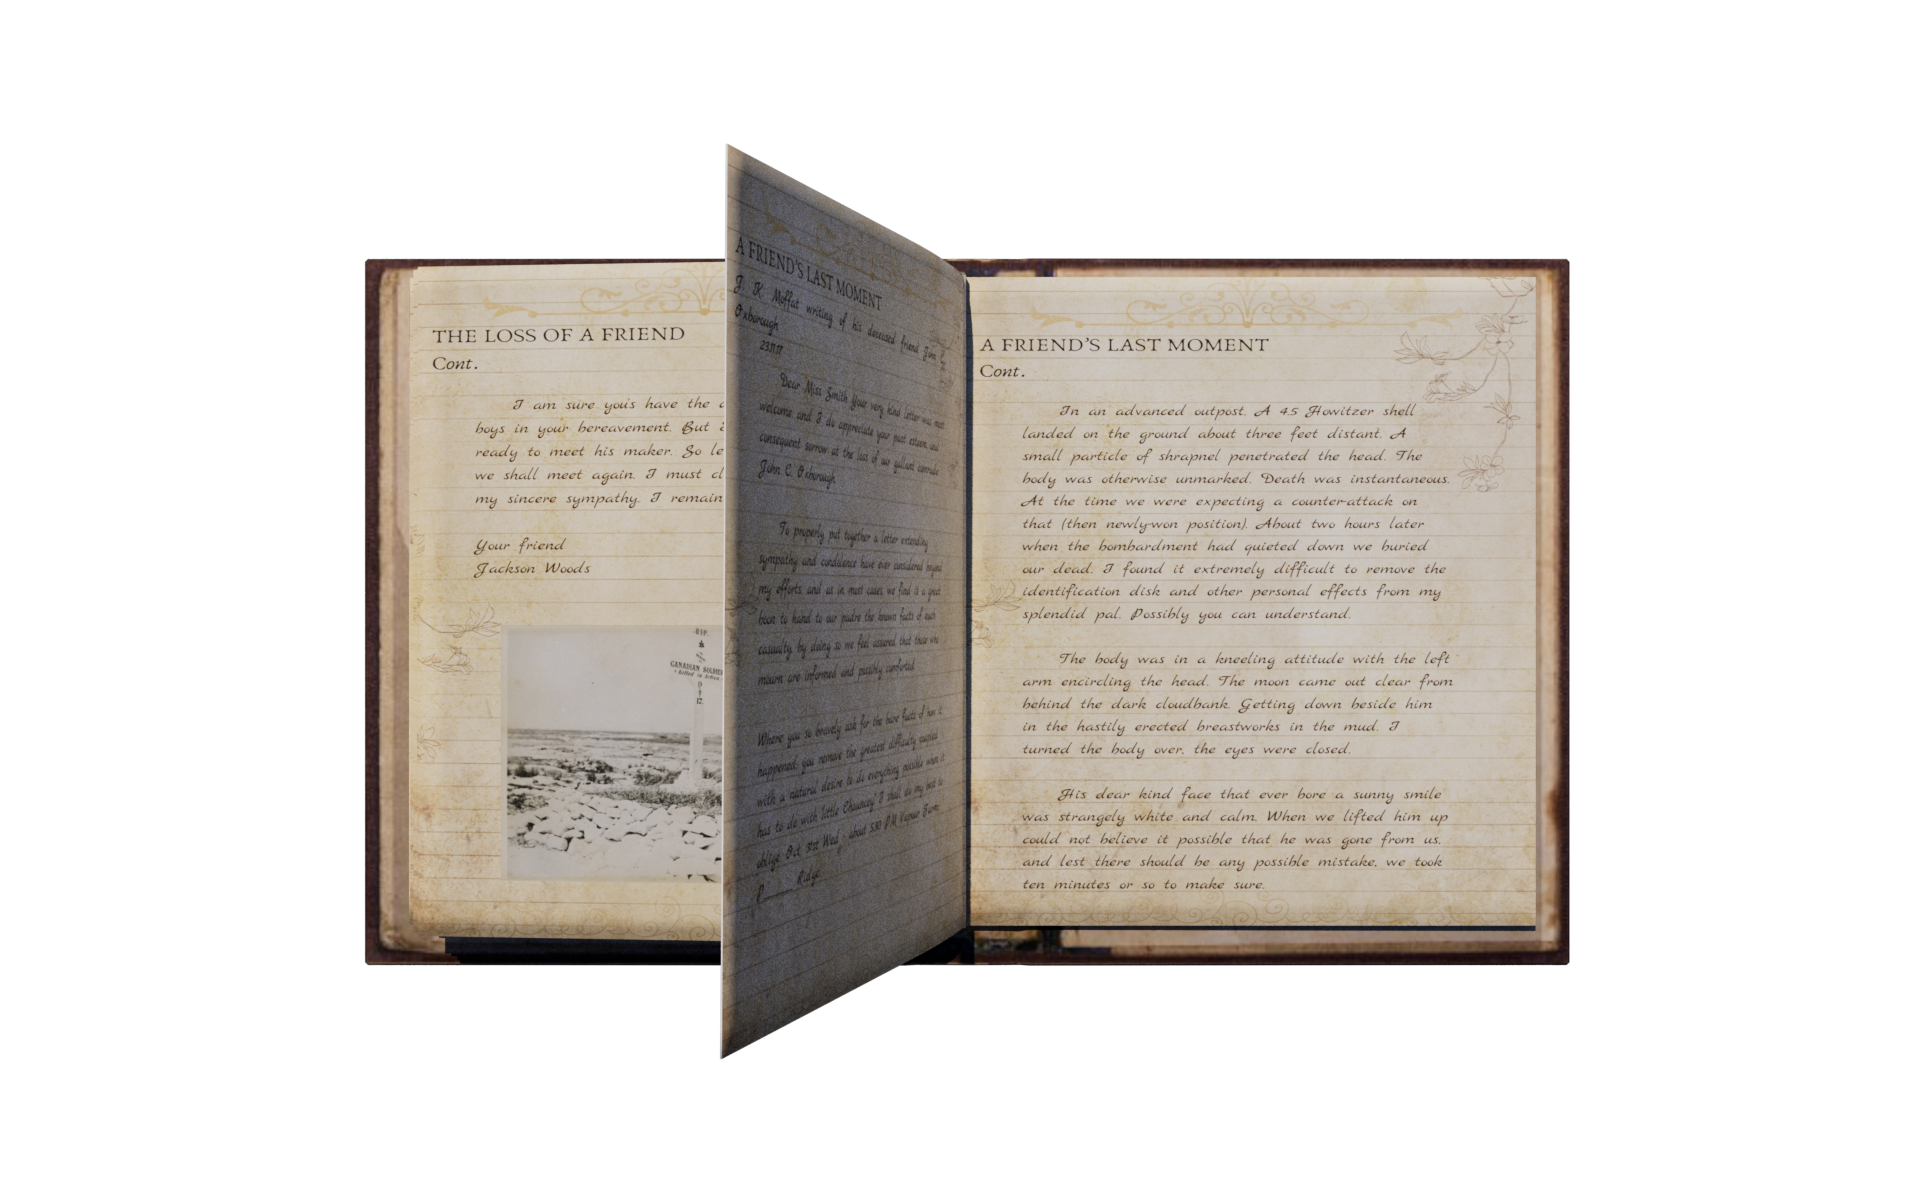 THE LOSS OF A FRIEND
Cont.
I am sure you's have the
boys in your bereavement. But
ready to meet his maker. So le
we shall meet again. I must cl
my sincere sympathy. I remain
Your friend
Jackson Woods
R.I.P.
CANADIAN SOLDIER
Killed in Action
A FRIEND'S LAST MOMENT
J. K. Moffat writing of his deceased friend John C.
Oxborough
23.11.17
Dear Miss Smith Your very kind letter was most
welcome and I do appreciate your past esteem and
consequent sorrow at the loss of our gallant comrade
John C. Oxborough
To properly put together a letter extending
sympathy and condolence have ever considered beyond
my efforts and as in most cases we find it a great
boon to hand to our padre the known facts of each
casualty by doing so we feel assured that those who
mourn are informed and possibly comforted.
Where you so bravely ask for the bare facts of how it
happened, you remove the greatest difficulty coupled
with a natural desire to do everything possible when it
has to do with little Chauncey I shall do my best to
oblige. Oct. 31st Wed., about 5.30 P.M. Vapour Farm,
P______ Ridge
A FRIEND'S LAST MOMENT
Cont.
In an advanced outpost. A 4.5 Howitzer shell
landed on the ground about three feet distant. A
small particle of shrapnel penetrated the head. The
body was otherwise unmarked. Death was instantaneous.
At the time we were expecting a counter-attack on
that (then newly-won position). About two hours later
when the bombardment had quieted down we buried
our dead. I found it extremely difficult to remove the
identification disk and other personal effects from my
splendid pal. Possibly you can understand.
The body was in a kneeling attitude with the left
arm encircling the head. The moon came out clear from
behind the dark cloudbank. Getting down beside him
in the hastily erected breastworks in the mud. I
turned the body over, the eyes were closed.
His dear kind face that ever bore a sunny smile
was strangely white and calm. When we lifted him up
could not believe it possible that he was gone from us,
and lest there should be any possible mistake, we took
ten minutes or so to make sure.